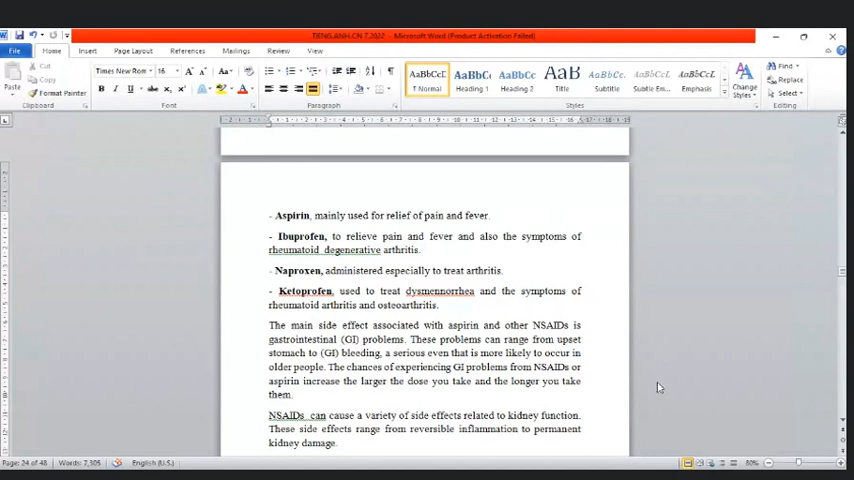 TIENG.ANH.CN 7.2022 - Microsoft Word (Product Activation Failed)
File Home Insert Page Layout References Mailings Review View
Cut
Copy
Format Painter
Paste
Clipboard
Times New Rom 16
Font
Paragraph
AaBbCcI AaBbC AaBbCc AaB AaBbCc. AaBbCcI AaBbCcI
¶ Normal Heading 1 Heading 2 Title Subtitle Subtle Em... Emphasis
Change Styles
Styles
Find
Replace
Select
Editing
- Aspirin, mainly used for relief of pain and fever.
- Ibuprofen, to relieve pain and fever and also the symptoms of
rheumatoid degenerative arthritis.
- Naproxen, administered especially to treat arthritis.
- Ketoprofen, used to treat dysmennorrhea and the symptoms of
rheumatoid arthritis and osteoarthritis.
The main side effect associated with aspirin and other NSAIDs is
gastrointestinal (GI) problems. These problems can range from upset
stomach to (GI) bleeding, a serious even that is more likely to occur in
older people. The chances of experiencing GI problems from NSAIDs or
aspirin increase the larger the dose you take and the longer you take
them.
NSAIDs can cause a variety of side effects related to kidney function.
These side effects range from reversible inflammation to permanent
kidney damage.
Page: 24 of 48 Words: 7,305 English (U.S.) 80%